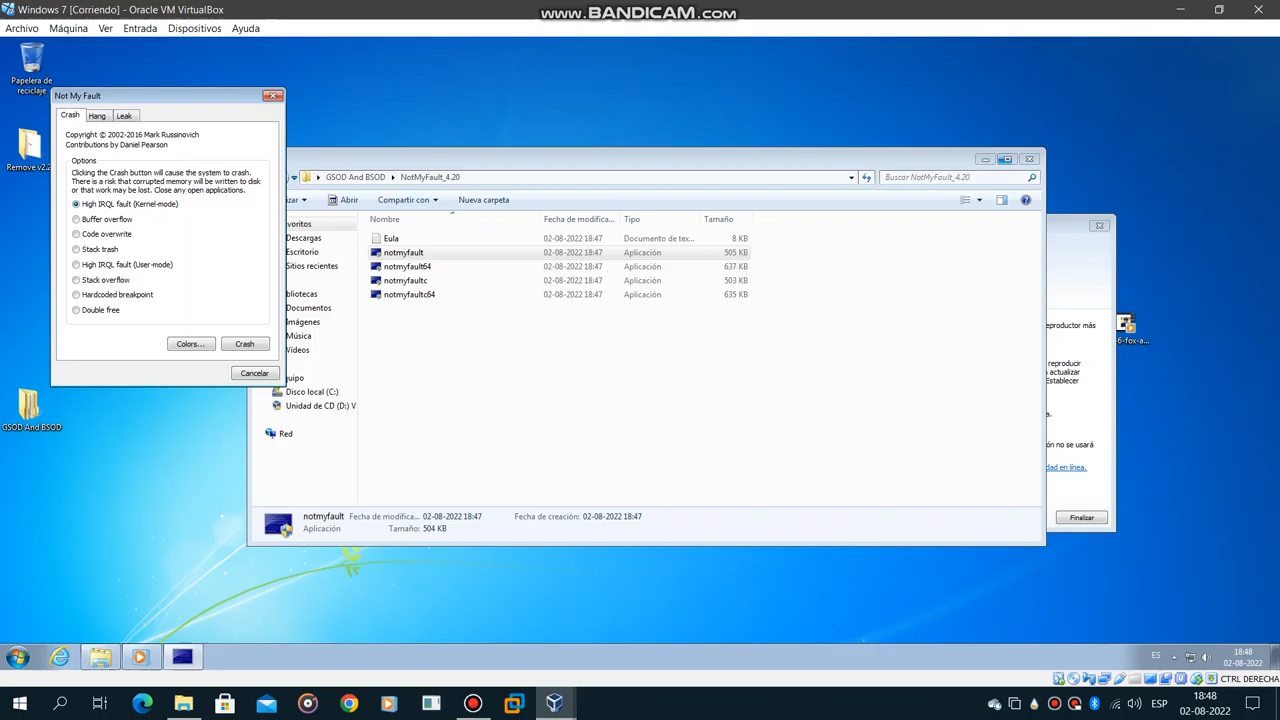 Windows 7 [Corriendo] - Oracle VM VirtualBox
www.BANDICAM.com
Archivo Máquina Ver Entrada Dispositivos Ayuda
Papelera de
reciclaje
Not My Fault
Crash Hang Leak
Copyright © 2002-2016 Mark Russinovich
Contributions by Daniel Pearson
Options
Clicking the Crash button will cause the system to crash.
There is a risk that corrupted memory will be written to disk
or that work may be lost. Close any open applications.
High IRQL fault (Kernel-mode)
Buffer overflow
Code overwrite
Stack trash
High IRQL fault (User-mode)
Stack overflow
Hardcoded breakpoint
Double free
Colors... Crash
Cancelar
Remove v2.2
GSOD And BSOD
GSOD And BSOD NotMyFault_4.20
Buscar NotMyFault_4.20
Abrir Compartir con Nueva carpeta
Nombre Fecha de modifica... Tipo Tamaño
Eula 02-08-2022 18:47 Documento de tex... 8 KB
notmyfault 02-08-2022 18:47 Aplicación 505 KB
notmyfault64 02-08-2022 18:47 Aplicación 637 KB
notmyfaultc 02-08-2022 18:47 Aplicación 503 KB
notmyfaultc64 02-08-2022 18:47 Aplicación 635 KB
voritos
Descargas
Escritorio
Sitios recientes
ibliotecas
Documentos
Imágenes
Música
Vídeos
quipo
Disco local (C:)
Unidad de CD (D:) V
Red
notmyfault Fecha de modifica... 02-08-2022 18:47 Fecha de creación: 02-08-2022 18:47
Aplicación Tamaño: 504 KB
eproductor más
reproducir
actualizar
Establecer
ón no se usará
dad en línea.
Finalizar
6-fox-a...
ES
18:48
02-08-2022
CTRL DERECHA
ESP
18:48
02-08-2022